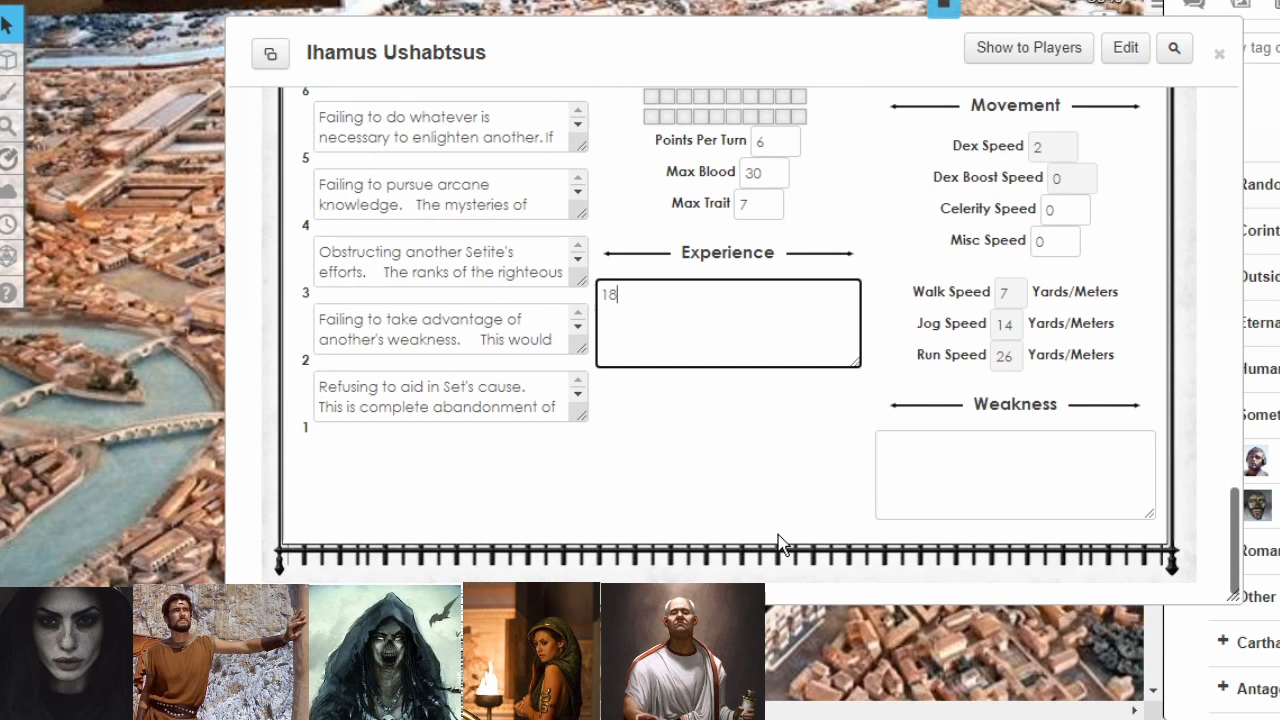 Ihamus Ushabtsus
Show to Players
Edit
6
Failing to do whatever is
necessary to enlighten another. If
5
Failing to pursue arcane
knowledge. The mysteries of
4
Obstructing another Setite's
efforts. The ranks of the righteous
3
Failing to take advantage of
another's weakness. This would
2
Refusing to aid in Set's cause.
This is complete abandonment of
1
Points Per Turn 6
Max Blood 30
Max Trait 7
Experience
18
Movement
Dex Speed 2
Dex Boost Speed 0
Celerity Speed 0
Misc Speed 0
Walk Speed 7 Yards/Meters
Jog Speed 14 Yards/Meters
Run Speed 26 Yards/Meters
Weakness
y tag o
Rando
Corint
Outsid
Eterna
Human
Somet
Roman
Other
Cartha
Antag